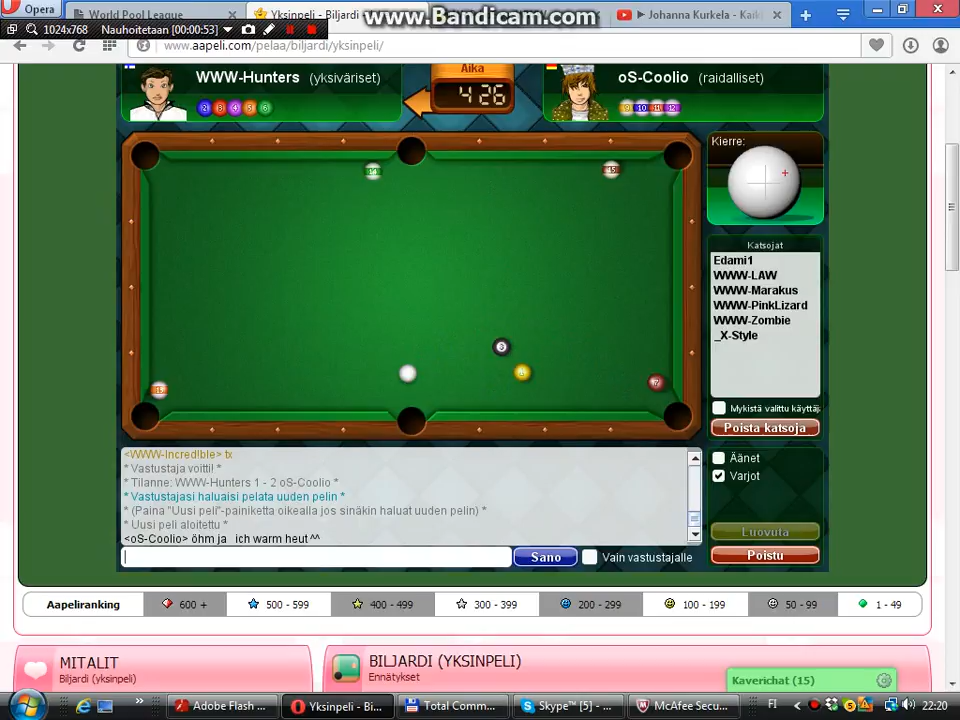 Opera
World Pool League
Yksinpeli - Biljardi
www.Bandicam.com
Johanna Kurkela - Kaik
1024x768 Nauhoitetaan [00:00:53]
www.aapeli.com/pelaa/biljardi/yksinpeli/
WWW-Hunters (yksiväriset)
Aika
4 26
oS-Coolio (raidalliset)
Kierre:
Katsojat
Edami1
WWW-LAW
WWW-Marakus
WWW-PinkLizard
WWW-Zombie
_X-Style
Mykistä valittu käyttäjä
Poista katsoja
<WWW-Incred!ble> tx
* Vastustaja voitti! *
* Tilanne: WWW-Hunters 1 - 2 oS-Coolio *
* Vastustajasi haluaisi pelata uuden pelin *
* (Paina "Uusi peli"-painiketta oikealla jos sinäkin haluat uuden pelin) *
* Uusi peli aloitettu *
<oS-Coolio> öhm ja ich warm heut ^^
Äänet
Varjot
Luovuta
Sano
Vain vastustajalle
Poistu
Aapeliranking 600 + 500 - 599 400 - 499 300 - 399 200 - 299 100 - 199 50 - 99 1 - 49
MITALIT
Biljardi (yksinpeli)
BILJARDI (YKSINPELI)
Ennätykset
Kaverichat (15)
Adobe Flash ...
Yksinpeli - Bi...
Total Comm...
Skype™ [5] - ...
McAfee Secu...
FI
22:20